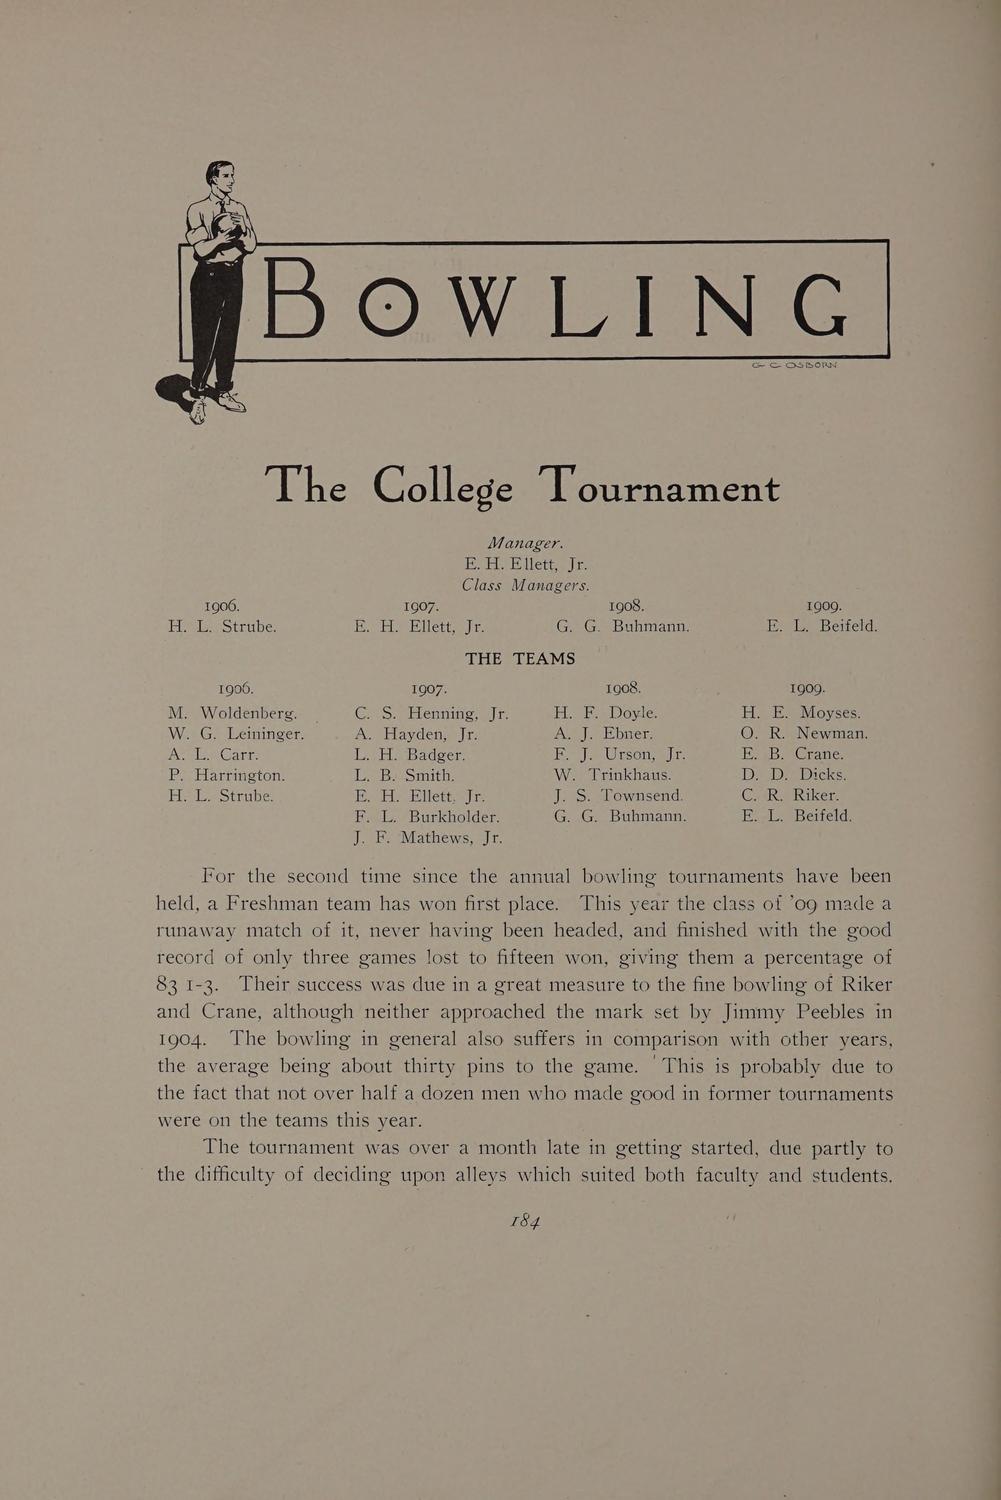 BOWLING
G C OSBORN
The College Tournament
Manager.
E. H. Ellett, Jr.
Class Managers.
1906. 1907. 1908. 1909.
H. L. Strube. E. H. Ellett, Jr. G. G. Buhmann. E. L. Beifeld.
THE TEAMS
1906. 1907. 1908. 1909.
M. Woldenberg. C. S. Henning, Jr. H. F. Doyle. H. E. Moyses.
W. G. Leininger. A. Hayden, Jr. A. J. Ebner. O. R. Newman.
A. L. Carr. L. H. Badger. F. J. Urson, Jr. E. B. Crane.
P. Harrington. L. B. Smith. W. Trinkhaus. D. D. Dicks.
H. L. Strube. E. H. Ellett, Jr. J. S. Townsend. C. R. Riker.
F. L. Burkholder. G. G. Buhmann. E. L. Beifeld.
J. F. Mathews, Jr.
For the second time since the annual bowling tournaments have been
held, a Freshman team has won first place. This year the class of '09 made a
runaway match of it, never having been headed, and finished with the good
record of only three games lost to fifteen won, giving them a percentage of
83 1-3. Their success was due in a great measure to the fine bowling of Riker
and Crane, although neither approached the mark set by Jimmy Peebles in
1904. The bowling in general also suffers in comparison with other years,
the average being about thirty pins to the game. This is probably due to
the fact that not over half a dozen men who made good in former tournaments
were on the teams this year.
The tournament was over a month late in getting started, due partly to
the difficulty of deciding upon alleys which suited both faculty and students.
184